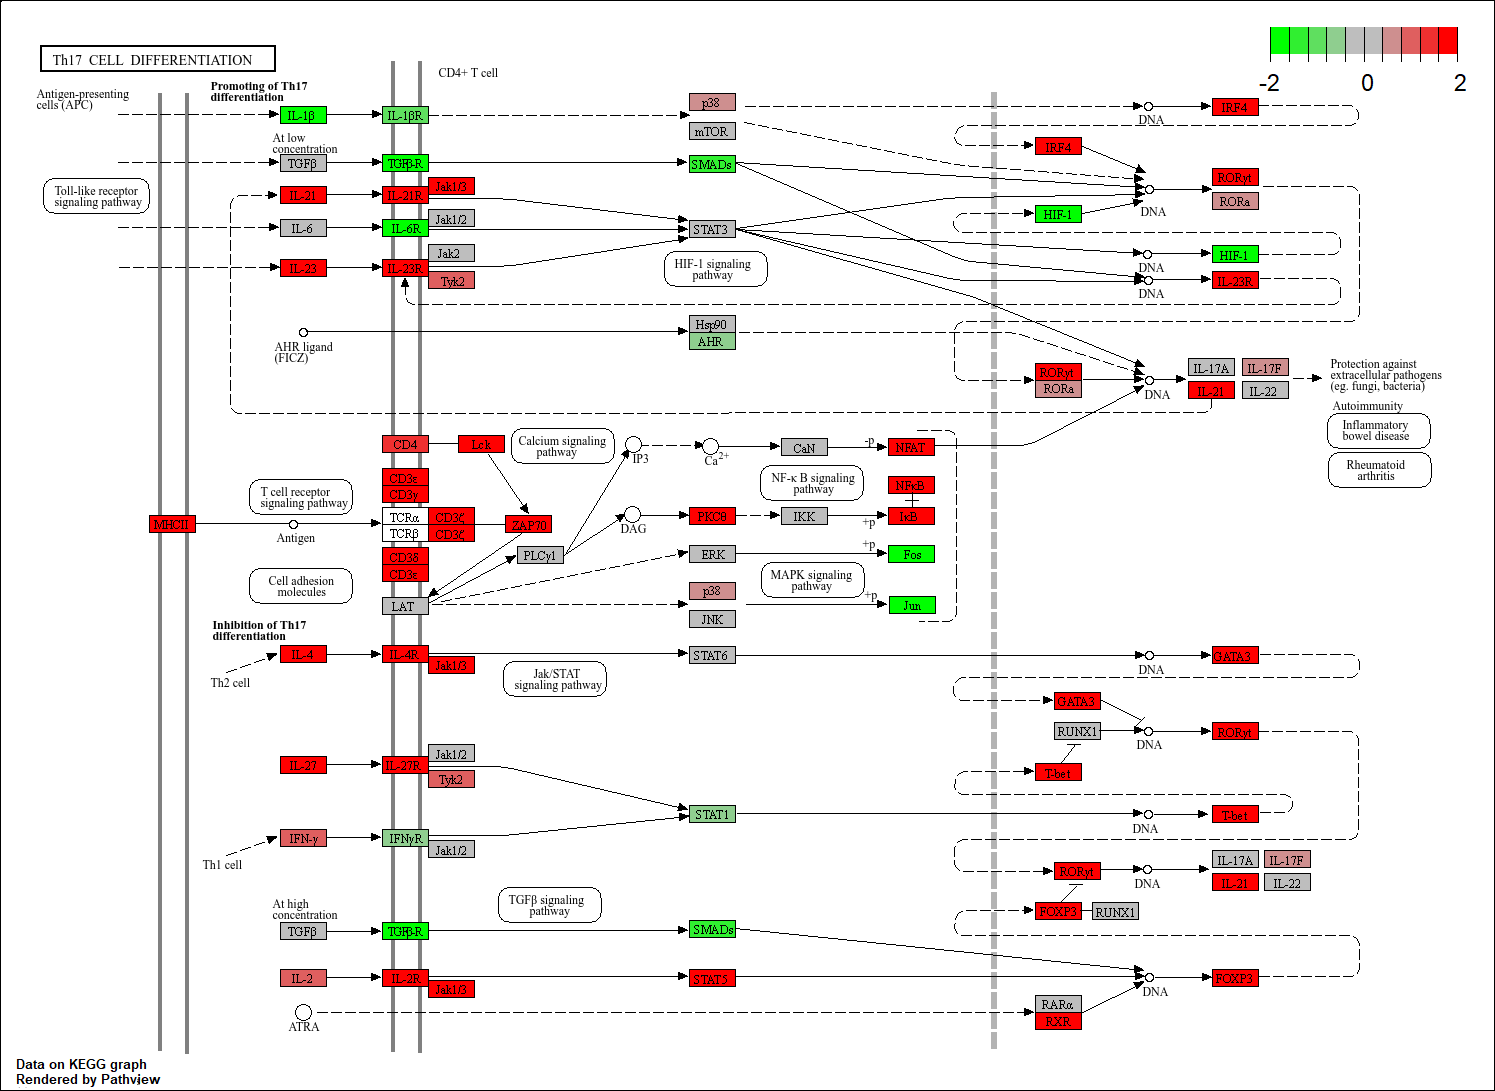 Th17 CELL DIFFERENTIATION
-2
0
2
CD4+ T cell
Antigen-presenting
cells (APC)
Promoting of Th17
differentiation
IL-1β
IL-1βR
p38
mTOR
DNA
IRF4
At low
concentration
TGFβ
TGFβ-R
SMADs
IRF4
Toll-like receptor
signaling pathway
IL-21
IL-21R
Jak1/3
RORγt
RORa
DNA
IL-6
IL-6R
Jak1/2
STAT3
HIF-1
IL-23
IL-23R
Jak2
Tyk2
HIF-1 signaling
pathway
DNA
HIF-1
DNA
IL-23R
AHR ligand
(FICZ)
Hsp90
AHR
RORγt
RORa
DNA
IL-17A
IL-17F
IL-21
IL-22
Protection against
extracellular pathogens
(eg. fungi, bacteria)
Autoimmunity
Inflammatory
bowel disease
Rheumatoid
arthritis
CD4
Lck
Calcium signaling
pathway
IP3
Ca2+
CaN
-p
NFAT
CD3ε
CD3γ
T cell receptor
signaling pathway
NF-κ B signaling
pathway
NFκB
MHCII
Antigen
TCRα
TCRβ
CD3ζ
CD3ζ
ZAP70
DAG
PKCθ
IKK
+p
IκB
CD3δ
CD3ε
PLCγ1
ERK
+p
Fos
Cell adhesion
molecules
LAT
p38
JNK
MAPK signaling
pathway
+p
Jun
Inhibition of Th17
differentiation
IL-4
IL-4R
Jak1/3
STAT6
DNA
GATA3
Th2 cell
Jak/STAT
signaling pathway
GATA3
RUNX1
DNA
RORγt
IL-27
IL-27R
Jak1/2
Tyk2
T-bet
STAT1
DNA
T-bet
IFN-γ
IFNγR
Jak1/2
Th1 cell
RORγt
DNA
IL-17A
IL-17F
IL-21
IL-22
At high
concentration
TGFβ
TGFβ-R
TGFβ signaling
pathway
SMADs
FOXP3
RUNX1
IL-2
IL-2R
Jak1/3
STAT5
DNA
FOXP3
ATRA
RARα
RXR
Data on KEGG graph
Rendered by Pathview